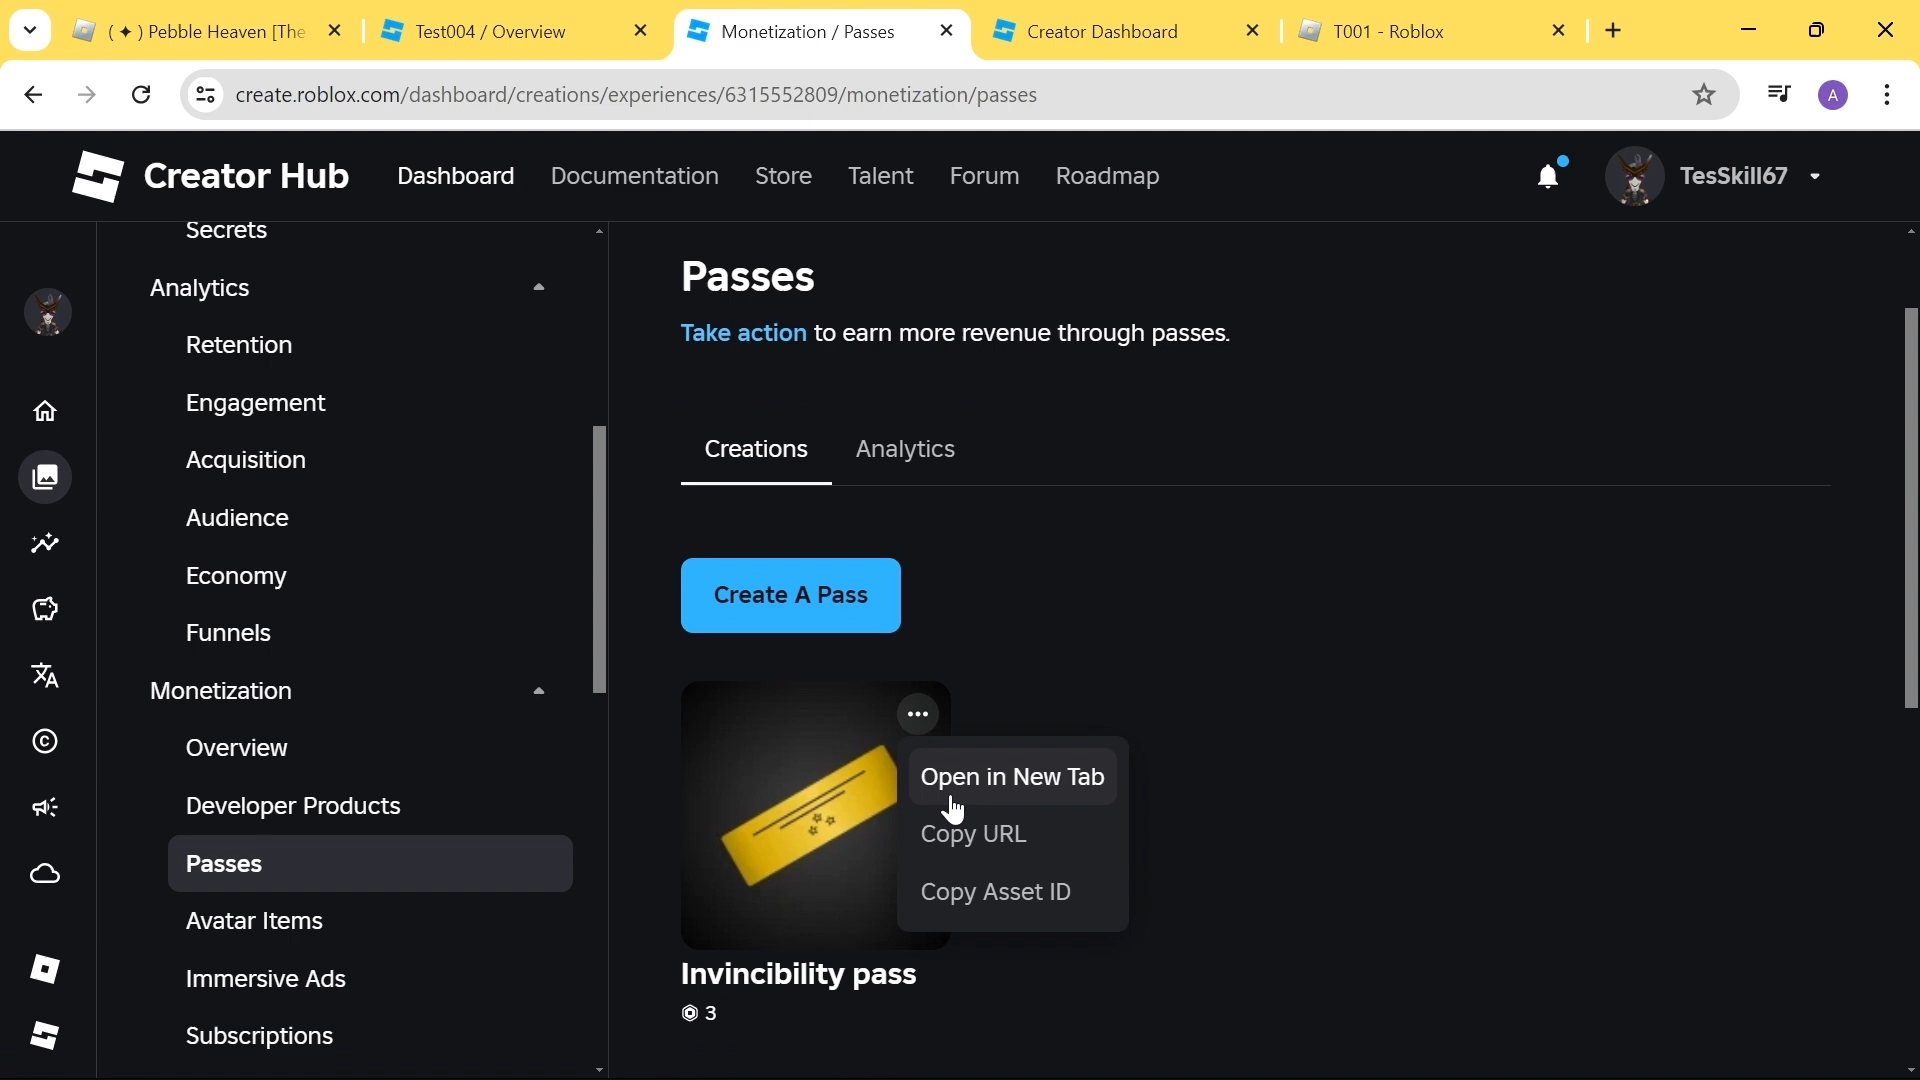 ( ✦ ) Pebble Heaven [The
Test004 / Overview
Monetization / Passes
Creator Dashboard
T001 - Roblox
create.roblox.com/dashboard/creations/experiences/6315552809/monetization/passes
A
Creator Hub
Dashboard
Documentation
Store
Talent
Forum
Roadmap
TesSkill67
Secrets
Analytics
Retention
Engagement
Acquisition
Audience
Economy
Funnels
Monetization
Overview
Developer Products
Passes
Avatar Items
Immersive Ads
Subscriptions
Passes
Take action to earn more revenue through passes.
Creations
Analytics
Create A Pass
Open in New Tab
Copy URL
Copy Asset ID
Invincibility pass
3